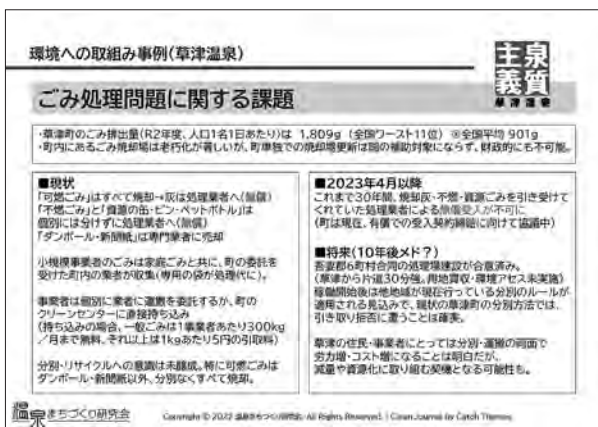 環境への取組み事例(草津温泉)
泉質
主義
草津温泉
ごみ処理問題に関する課題
・草津町のごみ排出量(R2年度、人口1名1日あたり)は 1,809g (全国ワースト11位) ※全国平均 901g
・町内にあるごみ焼却場は老朽化が著しいが、町単独での焼却場更新は国の補助対象にならず、財政的にも不可能。
■現状
「可燃ごみ」はすべて焼却→灰は処理業者へ(無償)
「不燃ごみ」と「資源の缶・ビン・ペットボトル」は
個別には分けずに処理業者へ(無償)
「ダンボール・新聞紙」は専門業者に売却
小規模事業者のごみは家庭ごみと共に、町の委託を
受けた町内の業者が収集(専用の袋が処理代に)。
事業者は個別に業者に運搬を委託するか、町の
クリーンセンターに直接持ち込み
(持ち込みの場合、一般ごみは1事業者あたり300kg
/月まで無料、それ以上は1kgあたり5円の引取料)
分別・リサイクルへの意識は未醸成。特に可燃ごみは
ダンボール・新聞紙以外、分別なくすべて焼却。
■2023年4月以降
これまで30年間、焼却灰・不燃・資源ごみを引き受けて
くれていた処理業者による無償受入が不可に
(町は現在、有償での受入契約締結に向けて協議中)
■将来(10年後メド?)
吾妻郡6町村合同の処理場建設が合意済み。
(草津から片道30分強。用地買収・環境アセス未実施)
稼働開始後は他地域が現在行っている分別のルールが
適用される見込みで、現状の草津町の分別方法では、
引き取り拒否に遭うことは確実。
草津の住民・事業者にとっては分別・運搬の両面で
労力増・コスト増になることは明白だが、
減量や資源化に取り組む契機となる可能性も。
温泉まちづくり研究会
Copyright © 2022 温泉まちづくり研究会 All Rights Reserved. | Clean Journal by Catch Themes